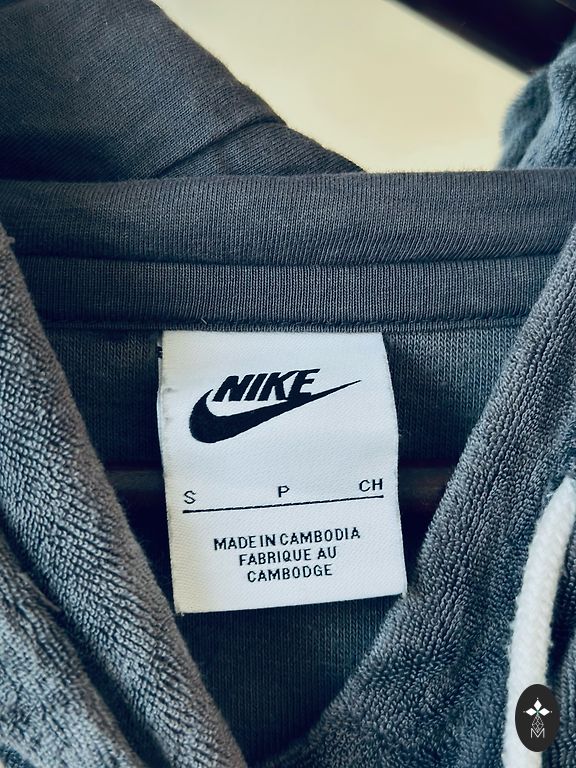 NIKE
S P CH
MADE IN CAMBODIA
FABRIQUE AU
CAMBODGE
M